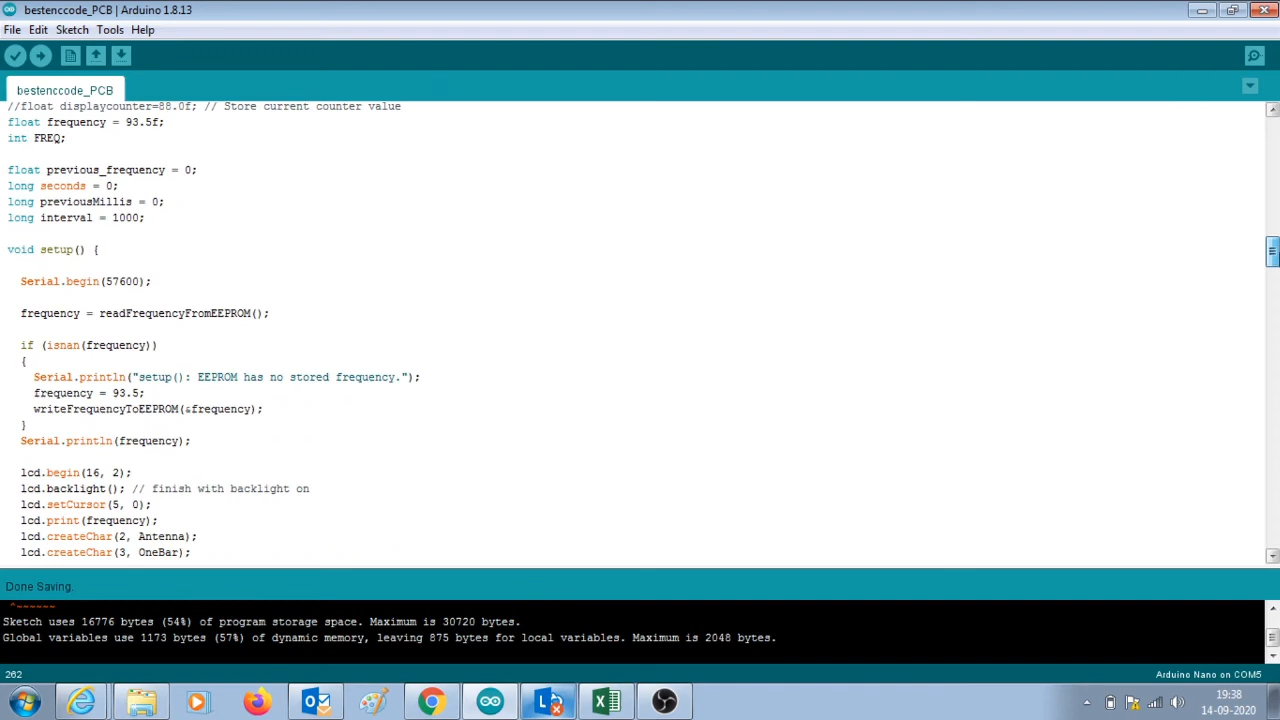 bestenccode_PCB | Arduino 1.8.13
File Edit Sketch Tools Help
bestenccode_PCB
//float displaycounter=88.0f; // Store current counter value
float frequency = 93.5f;
int FREQ;
float previous_frequency = 0;
long seconds = 0;
long previousMillis = 0;
long interval = 1000;
void setup() {
Serial.begin(57600);
frequency = readFrequencyFromEEPROM();
if (isnan(frequency))
{
Serial.println("setup(): EEPROM has no stored frequency.");
frequency = 93.5;
writeFrequencyToEEPROM(&frequency);
}
Serial.println(frequency);
lcd.begin(16, 2);
lcd.backlight(); // finish with backlight on
lcd.setCursor(5, 0);
lcd.print(frequency);
lcd.createChar(2, Antenna);
lcd.createChar(3, OneBar);
Done Saving.
^~~~~~~
Sketch uses 16776 bytes (54%) of program storage space. Maximum is 30720 bytes.
Global variables use 1173 bytes (57%) of dynamic memory, leaving 875 bytes for local variables. Maximum is 2048 bytes.
262
Arduino Nano on COM5
19:38
14-09-2020